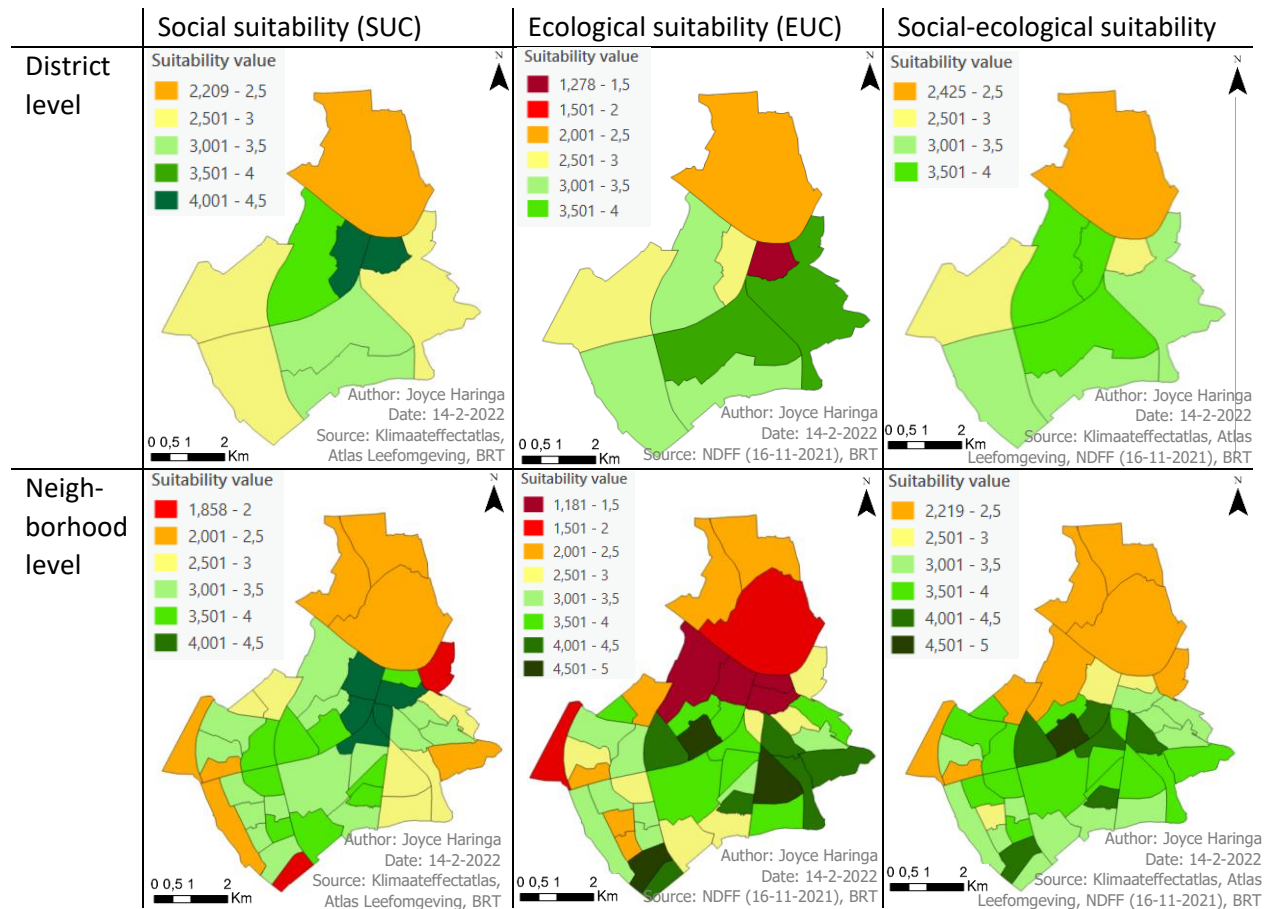 Social suitability (SUC)
Ecological suitability (EUC)
Social-ecological suitability
District
level
Suitability value
2,209 - 2,5
2,501 - 3
3,001 - 3,5
3,501 - 4
4,001 - 4,5
N
Author: Joyce Haringa
Date: 14-2-2022
Source: Klimaateffectatlas,
Atlas Leefomgeving, BRT
0 0,5 1 2
Km
Suitability value
1,278 - 1,5
1,501 - 2
2,001 - 2,5
2,501 - 3
3,001 - 3,5
3,501 - 4
N
Author: Joyce Haringa
Date: 14-2-2022
Source: NDFF (16-11-2021), BRT
0 0,5 1 2
Km
Suitability value
2,425 - 2,5
2,501 - 3
3,001 - 3,5
3,501 - 4
N
Author: Joyce Haringa
Date: 14-2-2022
Source: Klimaateffectatlas, Atlas
Leefomgeving, NDFF (16-11-2021), BRT
0 0,5 1 2
Km
Neigh-
borhood
level
Suitability value
1,858 - 2
2,001 - 2,5
2,501 - 3
3,001 - 3,5
3,501 - 4
4,001 - 4,5
N
Author: Joyce Haringa
Date: 14-2-2022
Source: Klimaateffectatlas,
Atlas Leefomgeving, BRT
0 0,5 1 2
Km
Suitability value
1,181 - 1,5
1,501 - 2
2,001 - 2,5
2,501 - 3
3,001 - 3,5
3,501 - 4
4,001 - 4,5
4,501 - 5
N
Author: Joyce Haringa
Date: 14-2-2022
Source: NDFF (16-11-2021), BRT
0 0,5 1 2
Km
Suitability value
2,219 - 2,5
2,501 - 3
3,001 - 3,5
3,501 - 4
4,001 - 4,5
4,501 - 5
N
Author: Joyce Haringa
Date: 14-2-2022
Source: Klimaateffectatlas, Atlas
Leefomgeving, NDFF (16-11-2021), BRT
0 0,5 1 2
Km